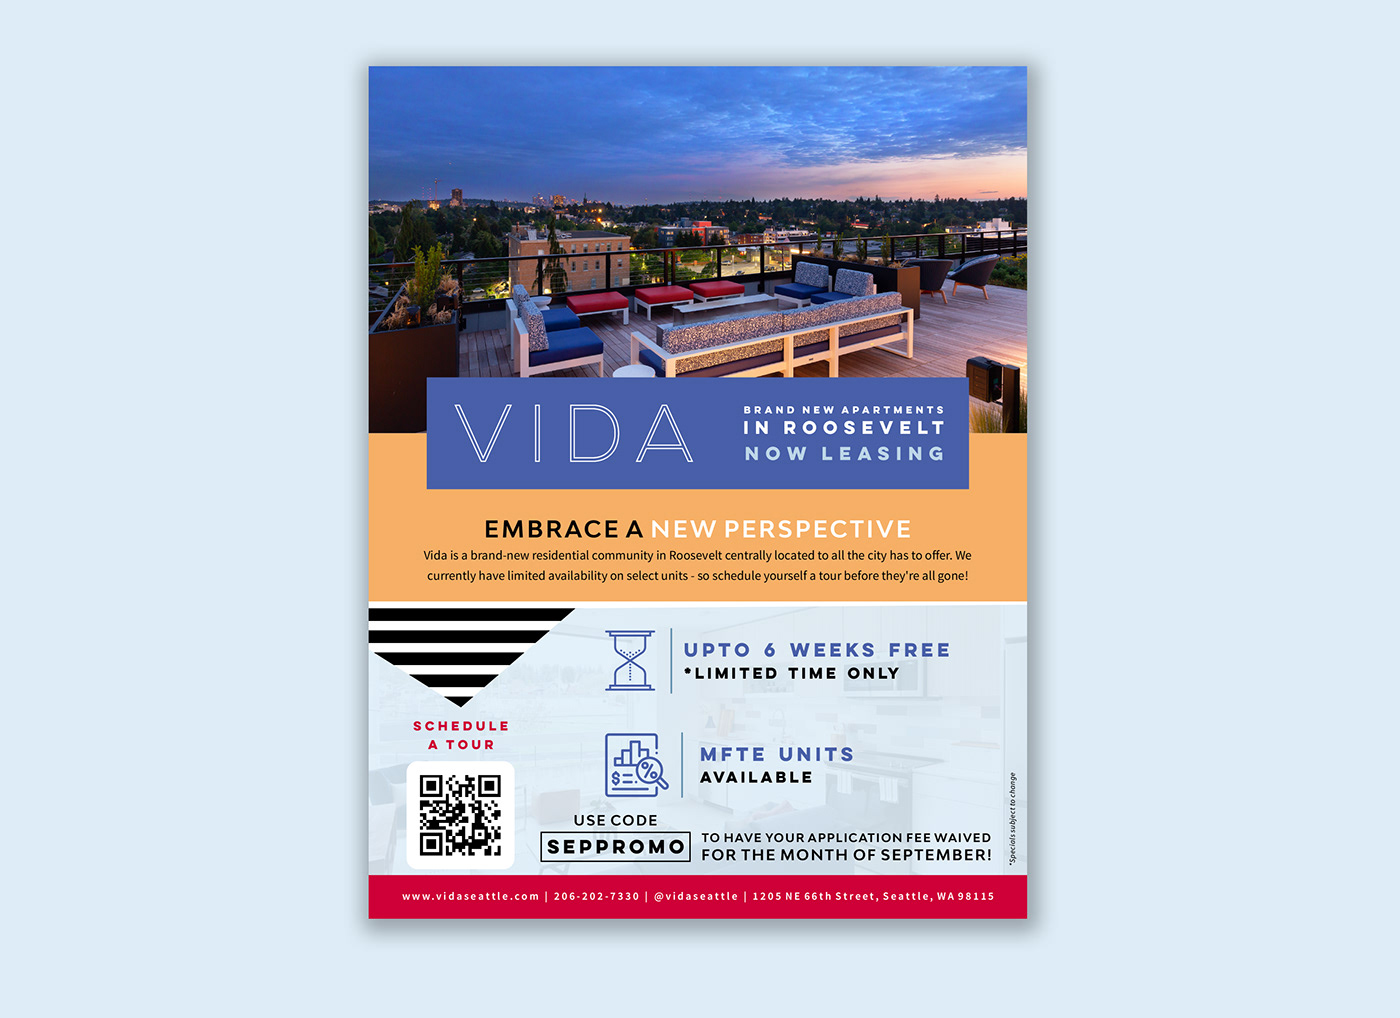 VIDA
BRAND NEW APARTMENTS
IN ROOSEVELT
NOW LEASING
EMBRACE A NEW PERSPECTIVE
Vida is a brand-new residential community in Roosevelt centrally located to all the city has to offer. We
currently have limited availability on select units - so schedule yourself a tour before they're all gone!
UPTO 6 WEEKS FREE
*LIMITED TIME ONLY
SCHEDULE
A TOUR
MFTE UNITS
AVAILABLE
USE CODE
SEPPROMO
TO HAVE YOUR APPLICATION FEE WAIVED
FOR THE MONTH OF SEPTEMBER!
*Specials subject to change
www.vidaseattle.com | 206-202-7330 | @vidaseattle | 1205 NE 66th Street, Seattle, WA 98115